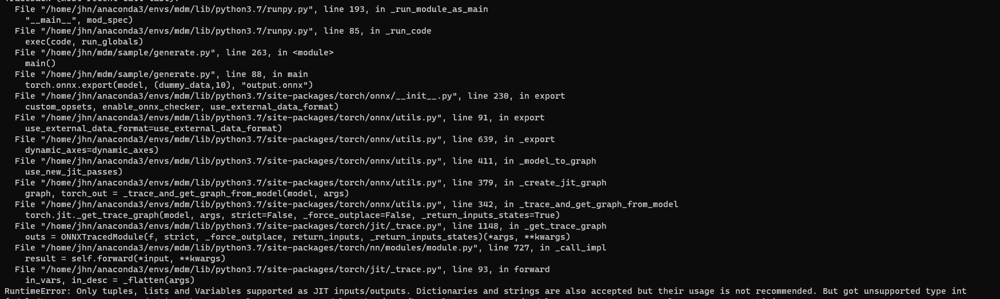 Traceback (most recent call last):
  File "/home/jhn/anaconda3/envs/mdm/lib/python3.7/runpy.py", line 193, in _run_module_as_main
    "__main__", mod_spec)
  File "/home/jhn/anaconda3/envs/mdm/lib/python3.7/runpy.py", line 85, in _run_code
    exec(code, run_globals)
  File "/home/jhn/mdm/sample/generate.py", line 263, in <module>
    main()
  File "/home/jhn/mdm/sample/generate.py", line 88, in main
    torch.onnx.export(model, (dummy_data,10), "output.onnx")
  File "/home/jhn/anaconda3/envs/mdm/lib/python3.7/site-packages/torch/onnx/__init__.py", line 230, in export
    custom_opsets, enable_onnx_checker, use_external_data_format)
  File "/home/jhn/anaconda3/envs/mdm/lib/python3.7/site-packages/torch/onnx/utils.py", line 91, in export
    use_external_data_format=use_external_data_format)
  File "/home/jhn/anaconda3/envs/mdm/lib/python3.7/site-packages/torch/onnx/utils.py", line 639, in _export
    dynamic_axes=dynamic_axes)
  File "/home/jhn/anaconda3/envs/mdm/lib/python3.7/site-packages/torch/onnx/utils.py", line 411, in _model_to_graph
    use_new_jit_passes)
  File "/home/jhn/anaconda3/envs/mdm/lib/python3.7/site-packages/torch/onnx/utils.py", line 379, in _create_jit_graph
    graph, torch_out = _trace_and_get_graph_from_model(model, args)
  File "/home/jhn/anaconda3/envs/mdm/lib/python3.7/site-packages/torch/onnx/utils.py", line 342, in _trace_and_get_graph_from_model
    torch.jit._get_trace_graph(model, args, strict=False, _force_outplace=False, _return_inputs_states=True)
  File "/home/jhn/anaconda3/envs/mdm/lib/python3.7/site-packages/torch/jit/_trace.py", line 1148, in _get_trace_graph
    outs = ONNXTracedModule(f, strict, _force_outplace, return_inputs, _return_inputs_states)(*args, **kwargs)
  File "/home/jhn/anaconda3/envs/mdm/lib/python3.7/site-packages/torch/nn/modules/module.py", line 727, in _call_impl
    result = self.forward(*input, **kwargs)
  File "/home/jhn/anaconda3/envs/mdm/lib/python3.7/site-packages/torch/jit/_trace.py", line 93, in forward
    in_vars, in_desc = _flatten(args)
RuntimeError: Only tuples, lists and Variables supported as JIT inputs/outputs. Dictionaries and strings are also accepted but their usage is not recommended. But got unsupported type int